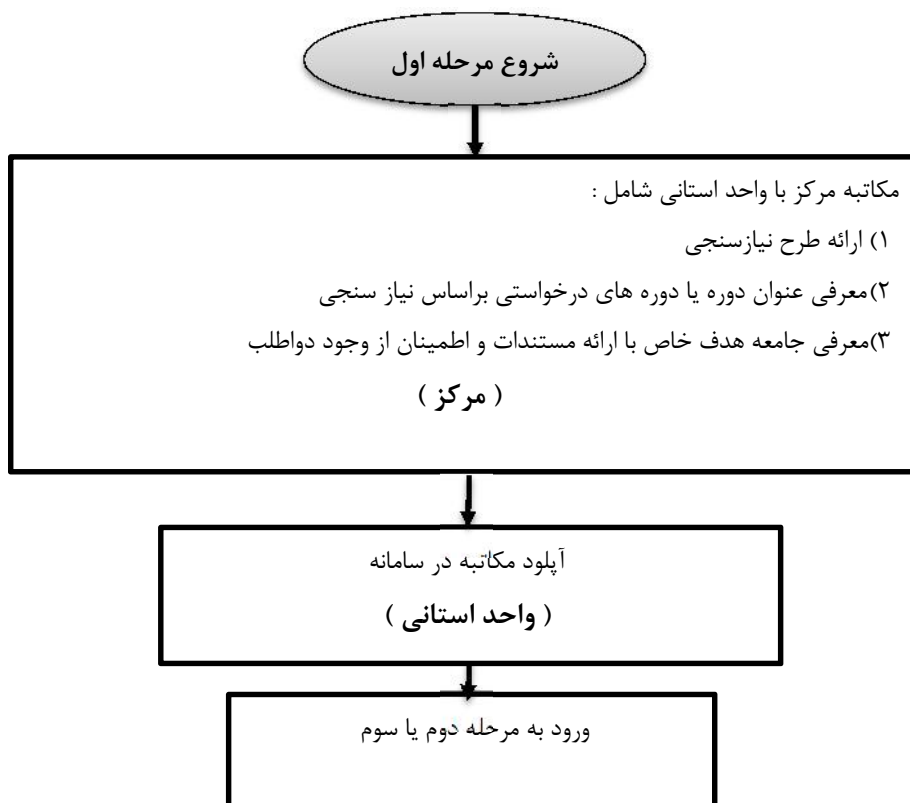 شروع مرحله اول
مکاتبه مرکز با واحد استانی شامل :
۱) ارائه طرح نیازسنجی
۲)معرفی عنوان دوره یا دوره های درخواستی براساس نیاز سنجی
۳)معرفی جامعه هدف خاص با ارائه مستندات و اطمینان از وجود دواطلب
( مرکز )
آپلود مکاتبه در سامانه
( واحد استانی )
ورود به مرحله دوم یا سوم